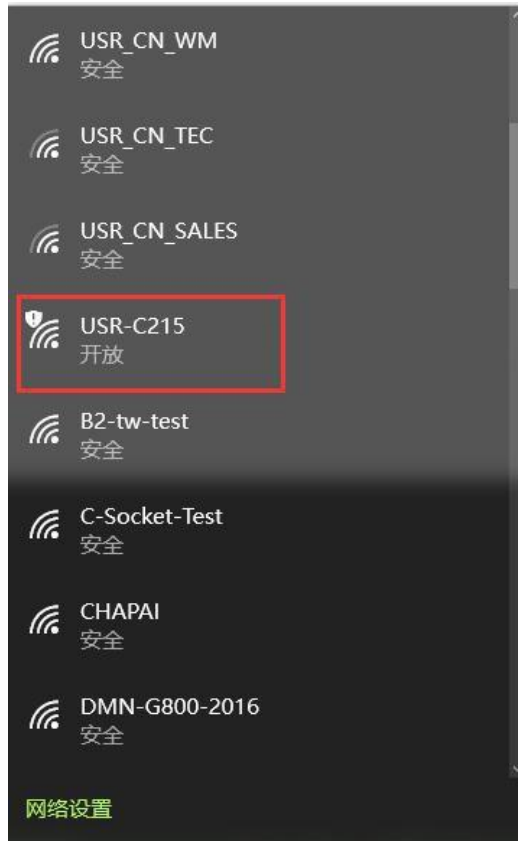 USR_CN_WM
安全
USR_CN_TEC
安全
USR_CN_SALES
安全
USR-C215
开放
B2-tw-test
安全
C-Socket-Test
安全
CHAPAI
安全
DMN-G800-2016
安全
网络设置